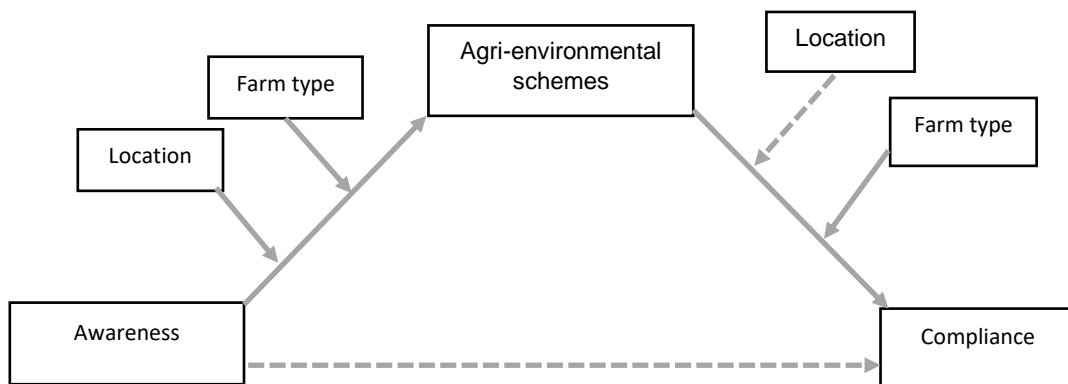 Agri-environmental
schemes
Location
Farm type
Farm type
Location
Awareness
Compliance